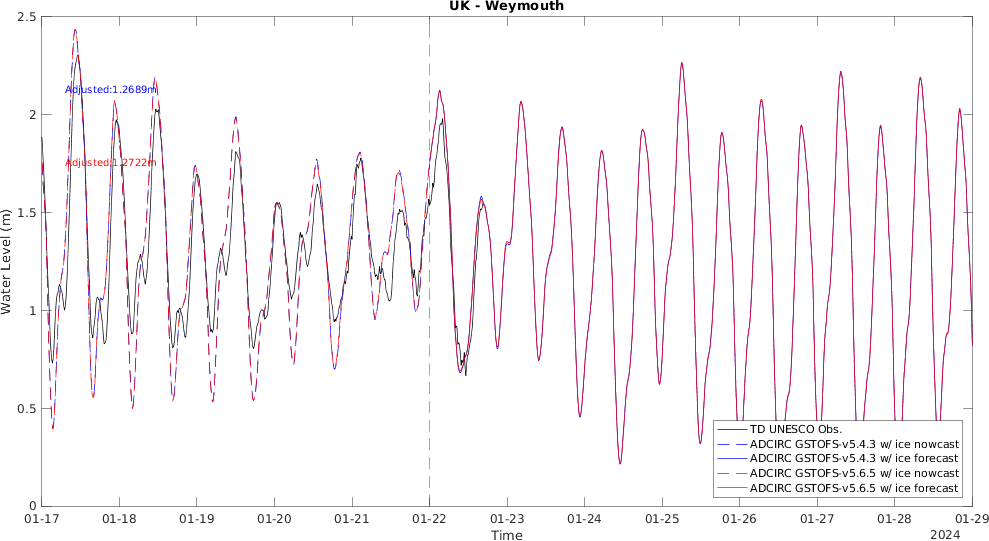 UK - Weymouth
2.5
2
1.5
1
0.5
0
Water Level (m)
Adjusted:1.2689m
Adjusted:1.2722m
TD UNESCO Obs.
ADCIRC GSTOFS-v5.4.3 w/ ice nowcast
ADCIRC GSTOFS-v5.4.3 w/ ice forecast
ADCIRC GSTOFS-v5.6.5 w/ ice nowcast
ADCIRC GSTOFS-v5.6.5 w/ ice forecast
01-17 01-18 01-19 01-20 01-21 01-22 01-23 01-24 01-25 01-26 01-27 01-28 01-29
Time
2024